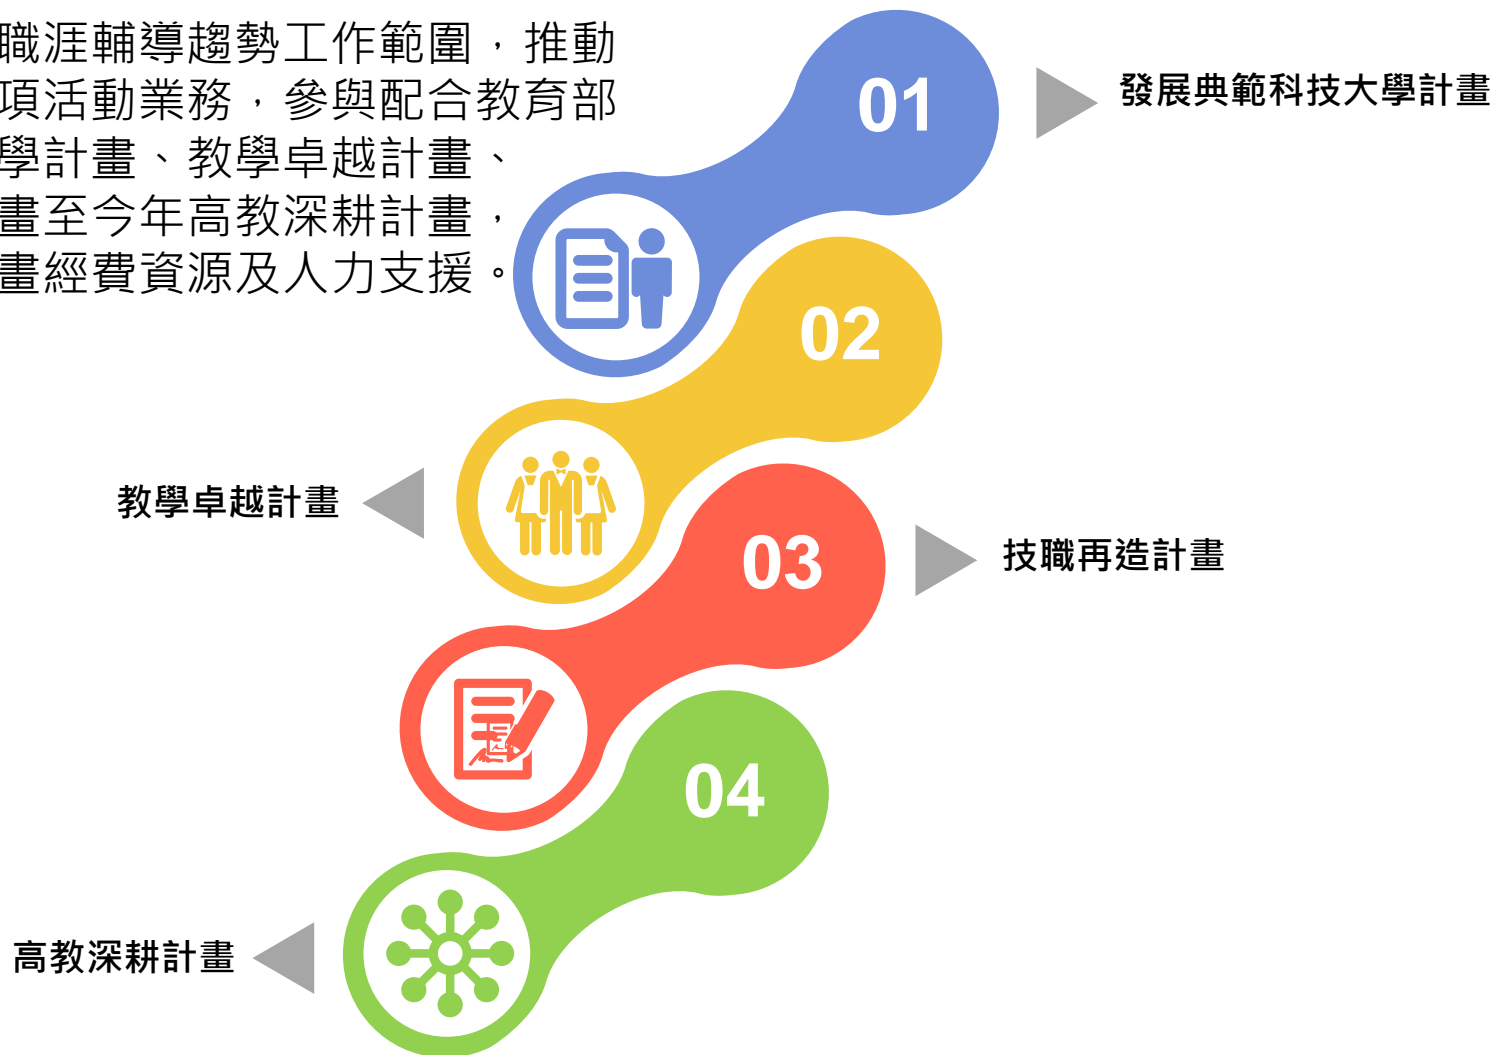 職涯輔導趨勢工作範圍，推動
項活動業務，參與配合教育部
學計畫、教學卓越計畫、
畫至今年高教深耕計畫，
畫經費資源及人力支援。
01
發展典範科技大學計畫
02
教學卓越計畫
03
技職再造計畫
04
高教深耕計畫